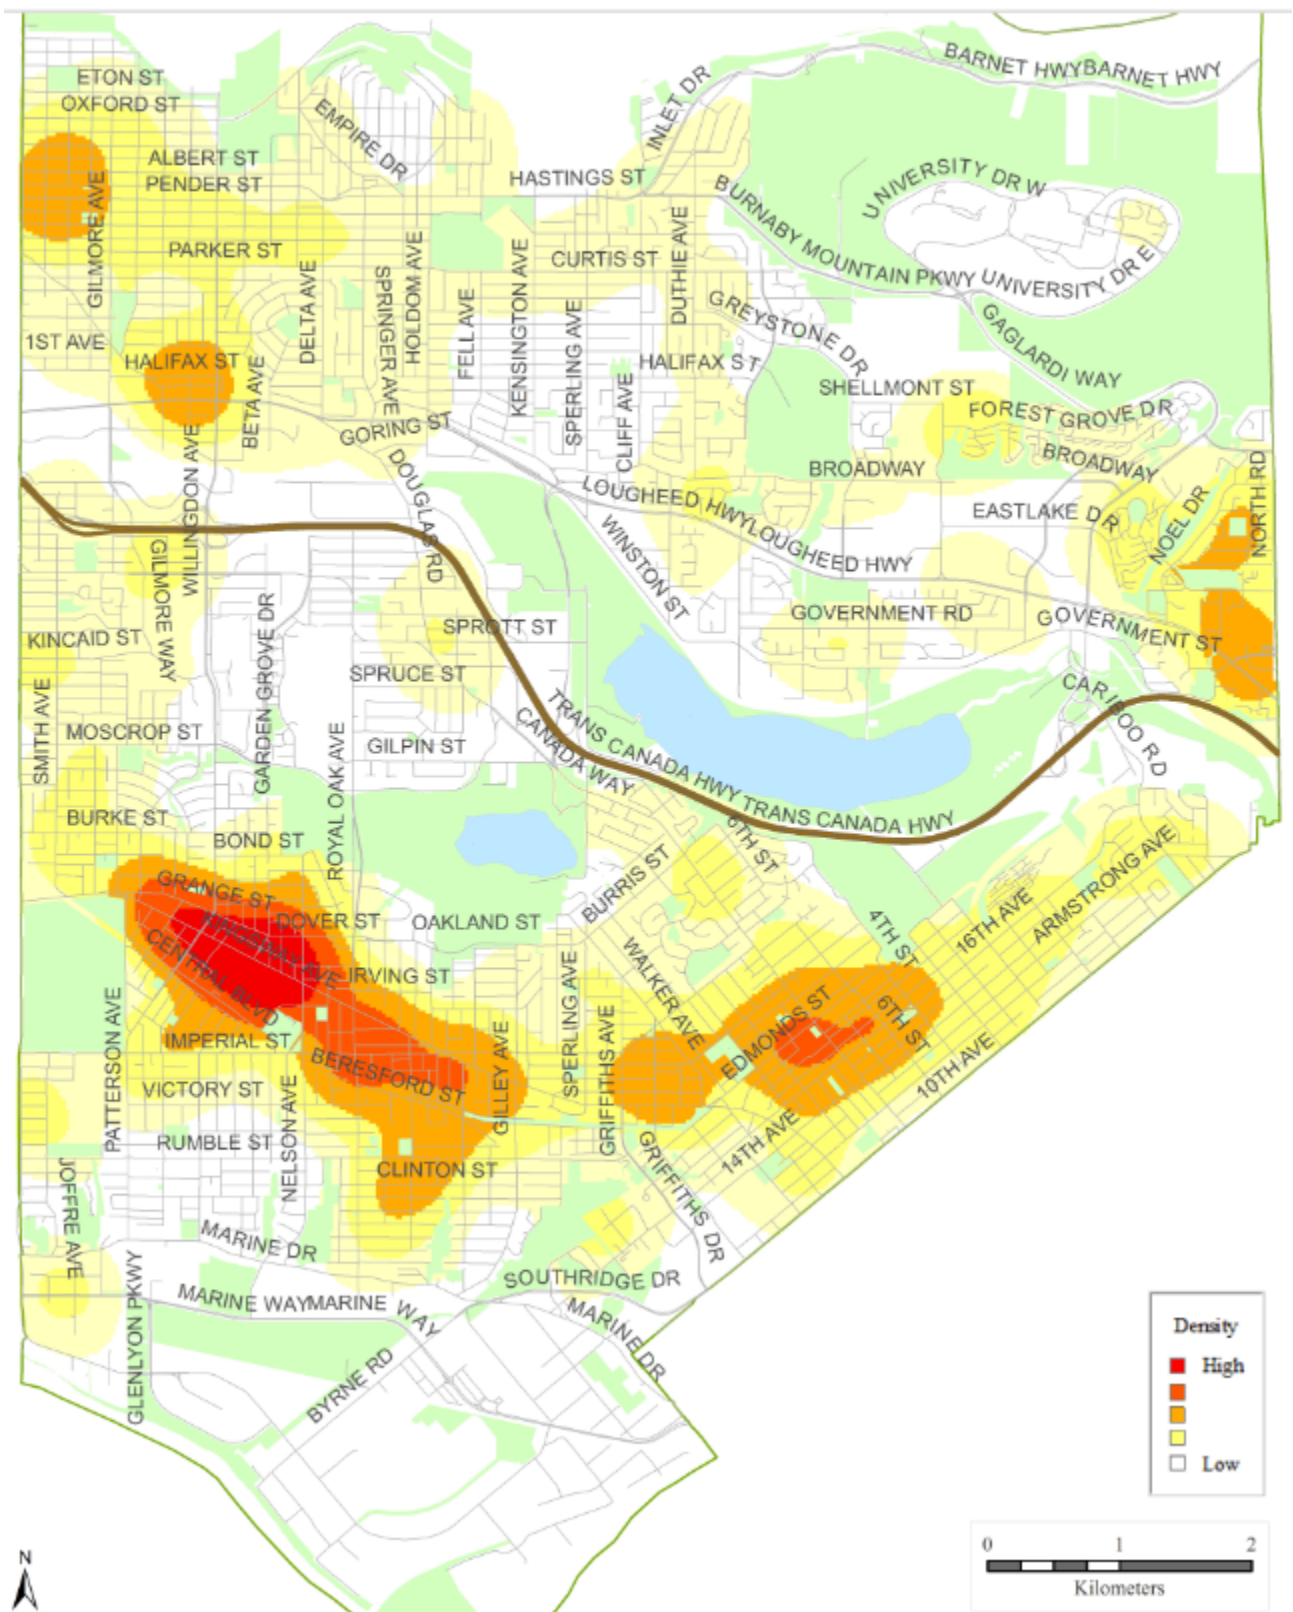 ETON ST
OXFORD ST
ALBERT ST
PENDER ST
EMPIRE DR
INLET DR
BARNET HWY
BARNET HWY
HASTINGS ST
UNIVERSITY DR W
GILMORE AVE
PARKER ST
BURNABY MOUNTAIN PKWY
UNIVERSITY DR E
CURTIS ST
DUTHIE AVE
DELTA AVE
SPRINGER AVE
HOLDOM AVE
FELL AVE
KENSINGTON AVE
SPERLING AVE
GREYSTONE DR
GAGLARDI WAY
1ST AVE
HALIFAX ST
HALIFAX ST
BETA AVE
CLIFF AVE
SHELLMONT ST
FOREST GROVE DR
GORING ST
BROADWAY
BROADWAY
WILLINGDON AVE
DOUGLAS RD
LOUGHEED HWY
LOUGHEED HWY
EASTLAKE DR
NOEL DR
NORTH RD
WINSTON ST
GILMORE WAY
GARDEN GROVE DR
KINCAID ST
SPROTT ST
GOVERNMENT RD
GOVERNMENT ST
SPRUCE ST
SMITH AVE
MOSCROP ST
ROYAL OAK AVE
GILPIN ST
CARIBOO RD
TRANS CANADA HWY
TRANS CANADA HWY
CANADA WAY
BURKE ST
BOND ST
6TH ST
BURRIS ST
ARMSTRONG AVE
GRANGE ST
KINGSWAY AVE
DOVER ST
OAKLAND ST
16TH AVE
4TH ST
CENTRAL BLVD
IRVING ST
WALKER AVE
PATTERSON AVE
SPERLING AVE
GRIFFITHS AVE
EDMONDS ST
6TH ST
IMPERIAL ST
BERESFORD ST
GILLEY AVE
10TH AVE
VICTORY ST
NELSON AVE
RUMBLE ST
14TH AVE
JOFFRE AVE
CLINTON ST
GRIFFITHS DR
MARINE DR
SOUTHRIDGE DR
GLENLYON PKWY
MARINE WAY
MARINE WAY
MARINE DR
BYRNE RD
Density
High
Low
0 1 2
Kilometers
N